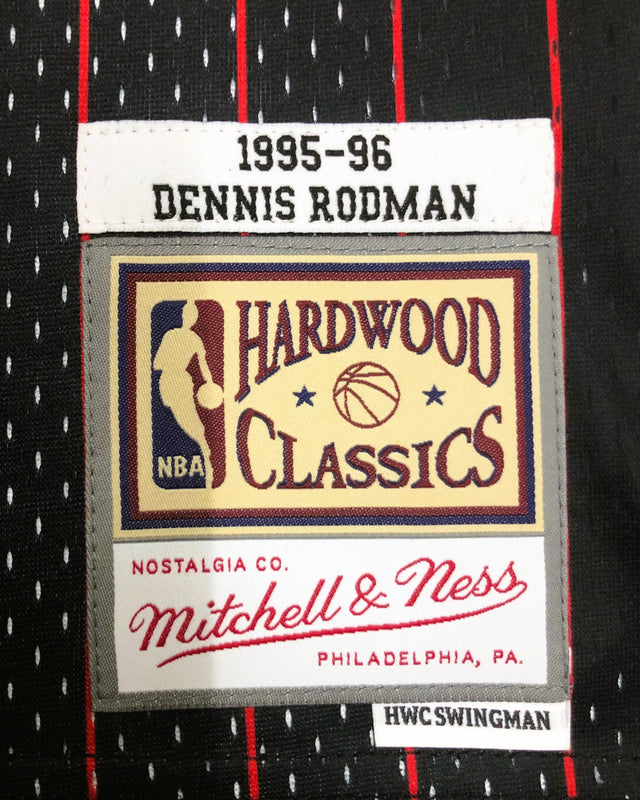 1995-96
DENNIS RODMAN
HARDWOOD
CLASSICS
NBA
NOSTALGIA CO.
Mitchell & Ness
PHILADELPHIA, PA.
HWC SWINGMAN